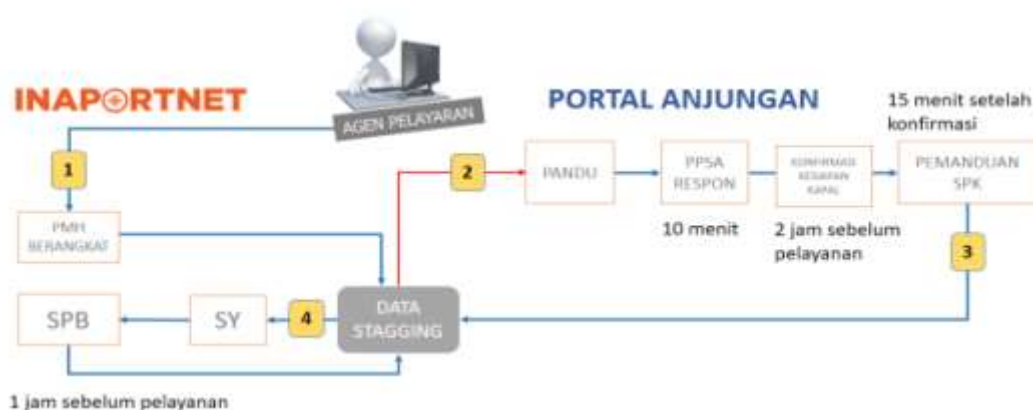 INAPORTNET
AGEN PELAYARAN
PORTAL ANJUNGAN
15 menit setelah
konfirmasi
1
2
PANDU
PPSA
RESPON
KONFIRMASI
KESIAPAN
KAPAL
PEMANDUAN
SPK
PMH
BERANGKAT
10 menit
2 jam sebelum
pelayanan
3
SPB
SY
4
DATA
STAGGING
1 jam sebelum pelayanan